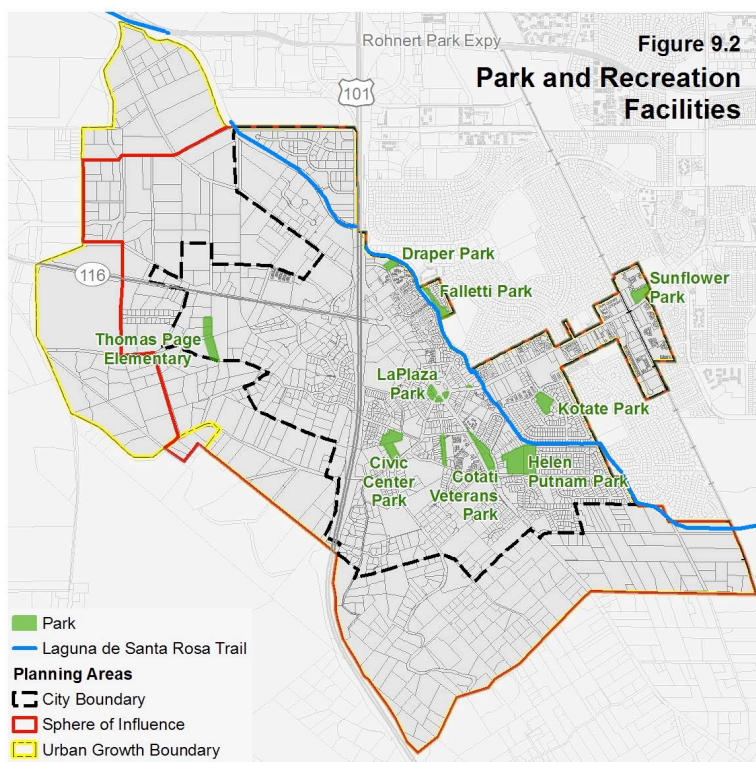 Rohnert Park Expy
Figure 9.2
Park and Recreation
Facilities
101
116
Draper Park
Falletti Park
Sunflower
Park
Thomas Page
Elementary
LaPlaza
Park
Kotate Park
Civic
Center
Park
Cotati
Veterans
Park
Helen
Putnam Park
Park
Laguna de Santa Rosa Trail
Planning Areas
City Boundary
Sphere of Influence
Urban Growth Boundary